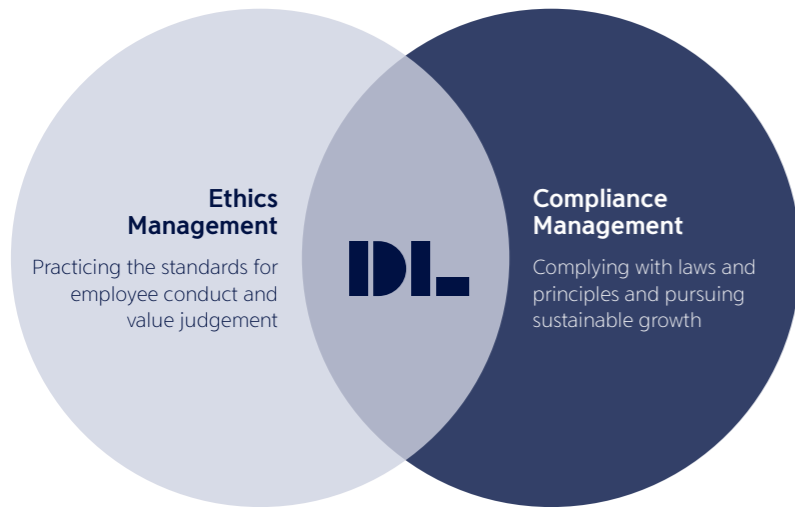 Ethics
Management
Practicing the standards for
employee conduct and
value judgement
DL
Compliance
Management
Complying with laws and
principles and pursuing
sustainable growth